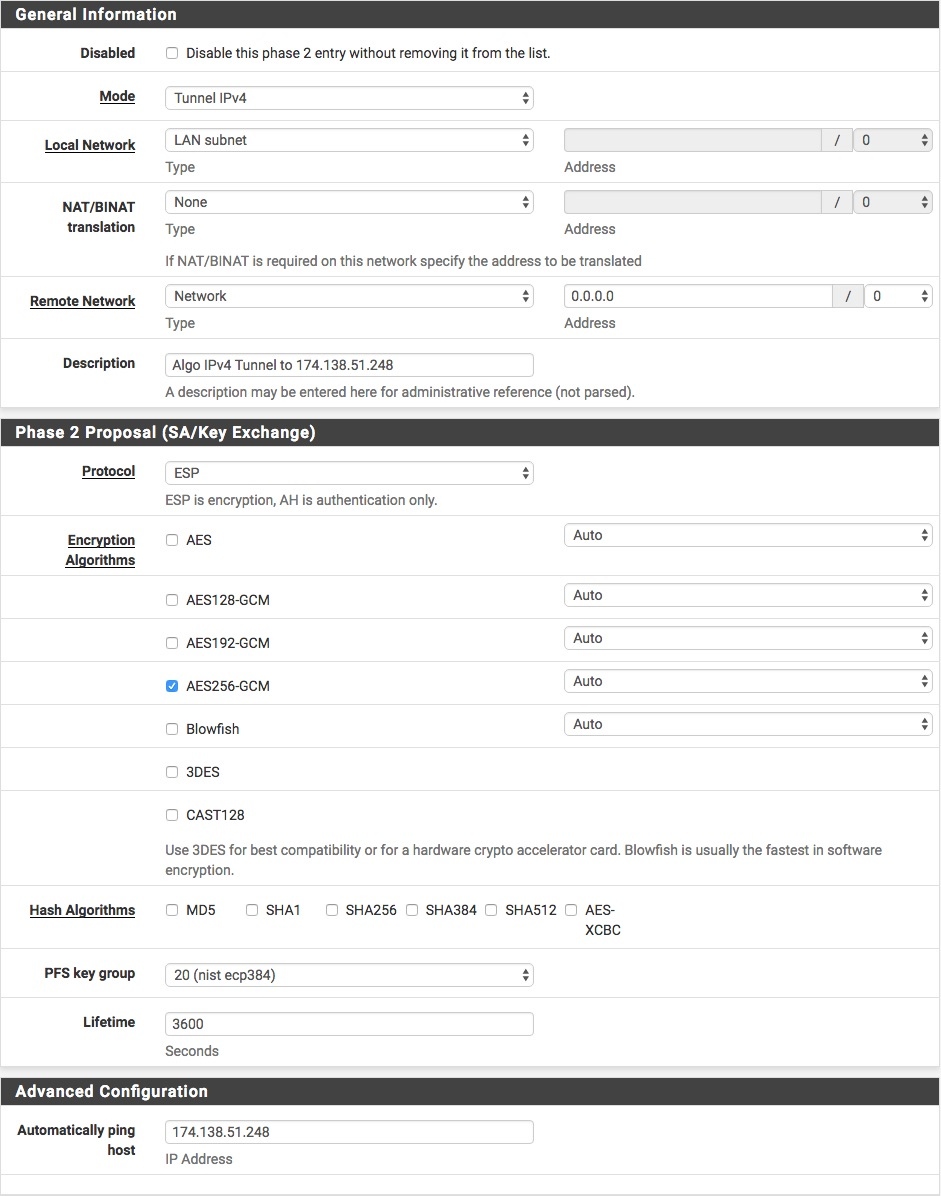 General Information
Disabled Disable this phase 2 entry without removing it from the list.
Mode Tunnel IPv4
Local Network LAN subnet / 0
Type Address
NAT/BINAT translation None / 0
Type Address
If NAT/BINAT is required on this network specify the address to be translated
Remote Network Network 0.0.0.0 / 0
Type Address
Description Algo IPv4 Tunnel to 174.138.51.248
A description may be entered here for administrative reference (not parsed).
Phase 2 Proposal (SA/Key Exchange)
Protocol ESP
ESP is encryption, AH is authentication only.
Encryption Algorithms AES Auto
AES128-GCM Auto
AES192-GCM Auto
AES256-GCM Auto
Blowfish Auto
3DES
CAST128
Use 3DES for best compatibility or for a hardware crypto accelerator card. Blowfish is usually the fastest in software
encryption.
Hash Algorithms MD5 SHA1 SHA256 SHA384 SHA512 AES-
XCBC
PFS key group 20 (nist ecp384)
Lifetime 3600
Seconds
Advanced Configuration
Automatically ping host 174.138.51.248
IP Address